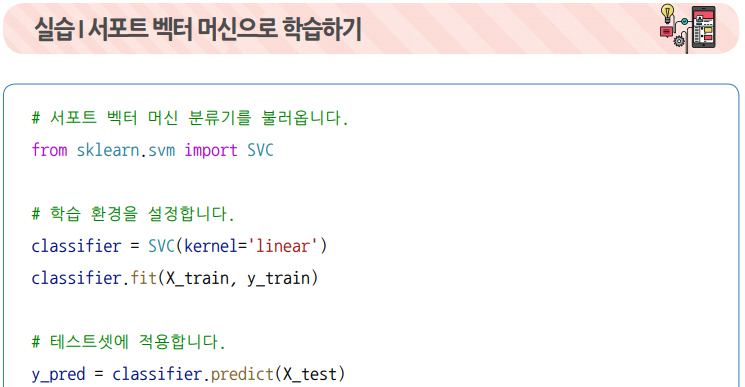 실습 | 서포트 벡터 머신으로 학습하기
# 서포트 벡터 머신 분류기를 불러옵니다.
from sklearn.svm import SVC
# 학습 환경을 설정합니다.
classifier = SVC(kernel='linear')
classifier.fit(X_train, y_train)
# 테스트셋에 적용합니다.
y_pred = classifier.predict(X_test)